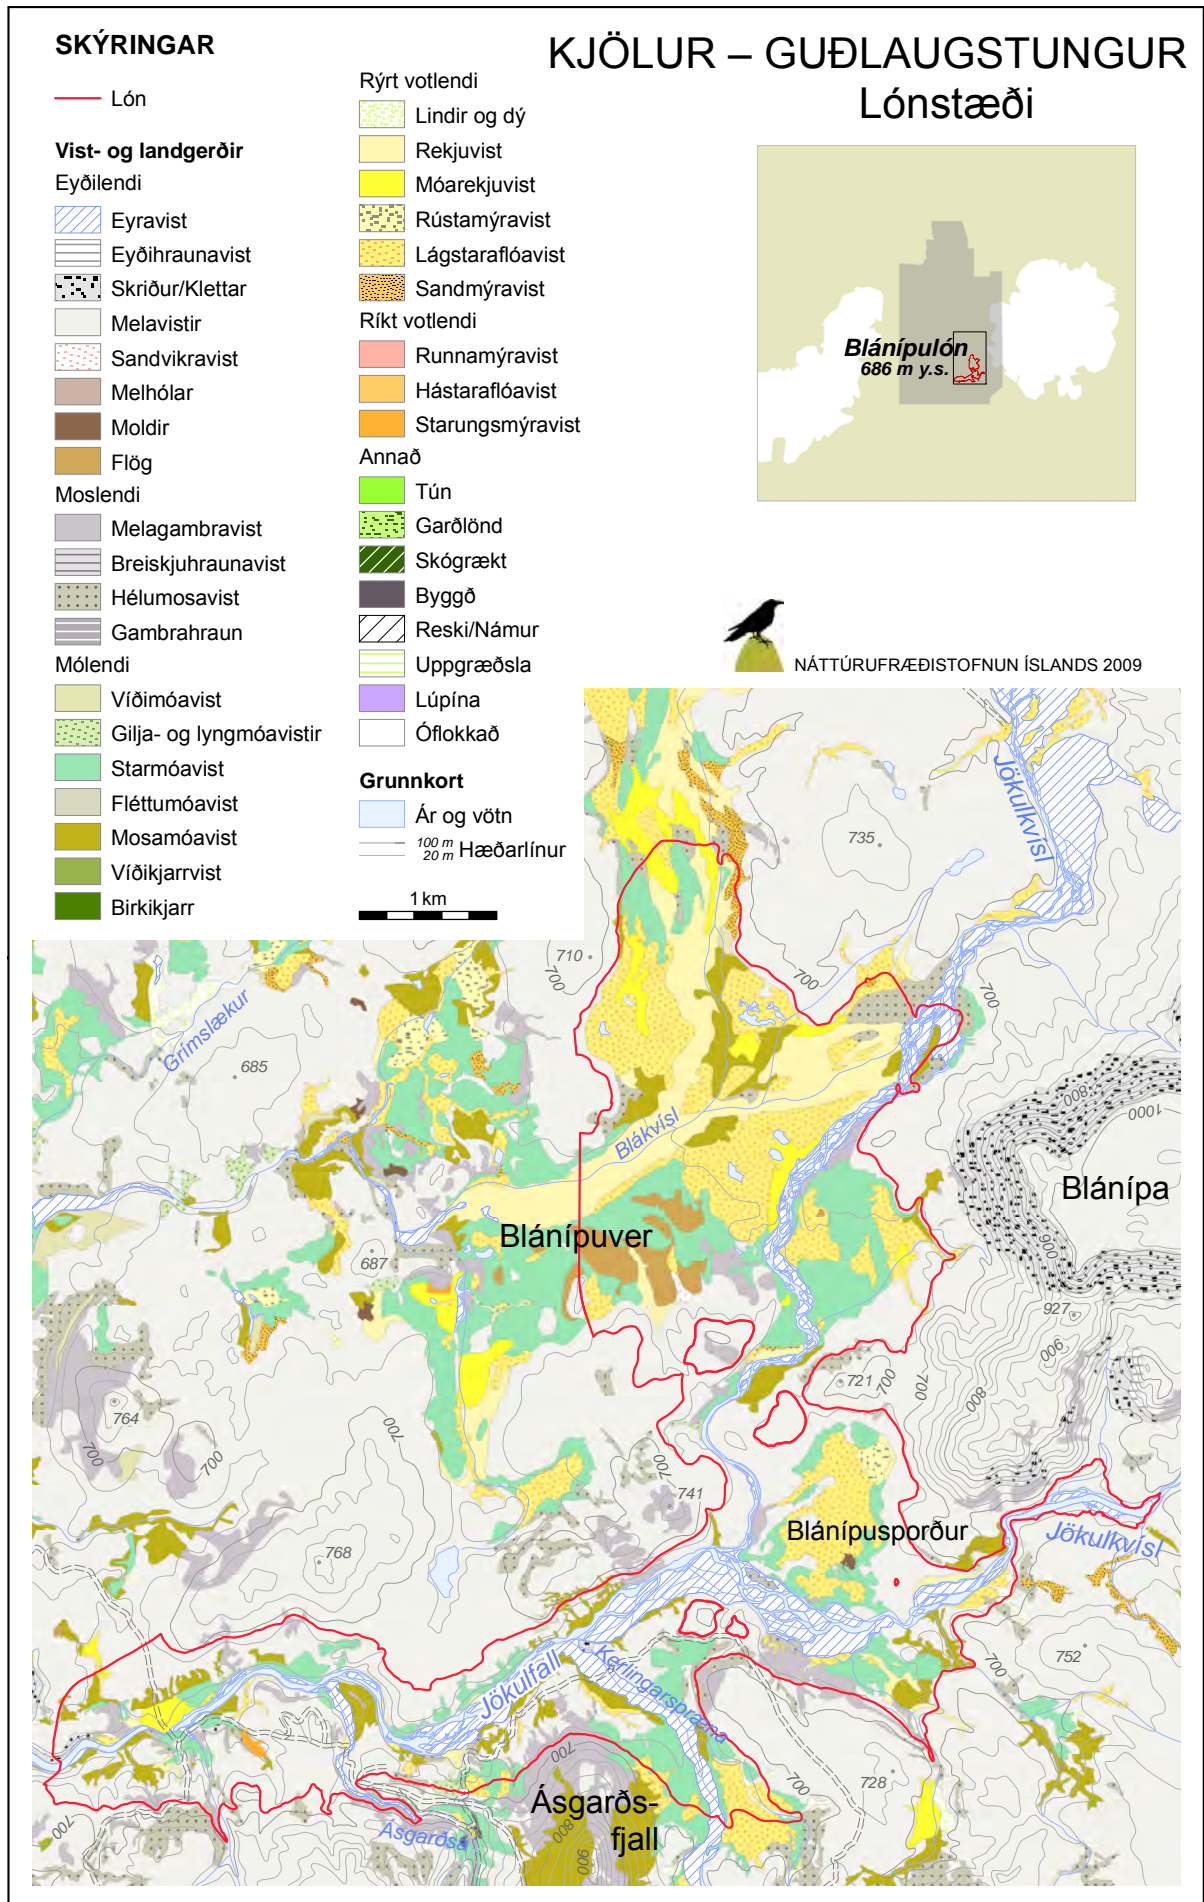 SKÝRINGAR
Lón
Vist- og landgerðir
Eyðilendi
Eyravist
Eyðihraunavist
Skriður/Klettar
Melavistir
Sandvikravist
Melhólar
Moldir
Flög
Moslendi
Melagambravist
Breiskjuhraunavist
Hélumosavist
Gambrahraun
Mólendi
Víðimóavist
Gilja- og lyngmóavistir
Starmóavist
Fléttumóavist
Mosamóavist
Víðikjarrvist
Birkikjarr
Rýrt votlendi
Lindir og dý
Rekjuvist
Móarekjuvist
Rústamýravist
Lágstaraflóavist
Sandmýravist
Ríkt votlendi
Runnamýravist
Hástaraflóavist
Starungsmýravist
Annað
Tún
Garðlönd
Skógrækt
Byggð
Reski/Námur
Uppgræðsla
Lúpína
Óflokkað
Grunnkort
Ár og vötn
100 m
20 m Hæðarlínur
1 km
KJÖLUR – GUÐLAUGSTUNGUR
Lónstæði
Blánípulón
686 m y.s.
NÁTTÚRUFRÆÐISTOFNUN ÍSLANDS 2009
Jökulkvísl
735
710
700
700
700
Grímslækur
685
800
1000
Blákvísl
Blánípa
Blánípuver
687
900
927
900
721
700
700
800
764
700
700
700
700
741
Blánípusporður
Jökulkvísl
768
752
700
Jökulfall
Kerlingarspræna
700
700
728
Ásgarðs-
fjall
800
900
700
Ásgarðsá